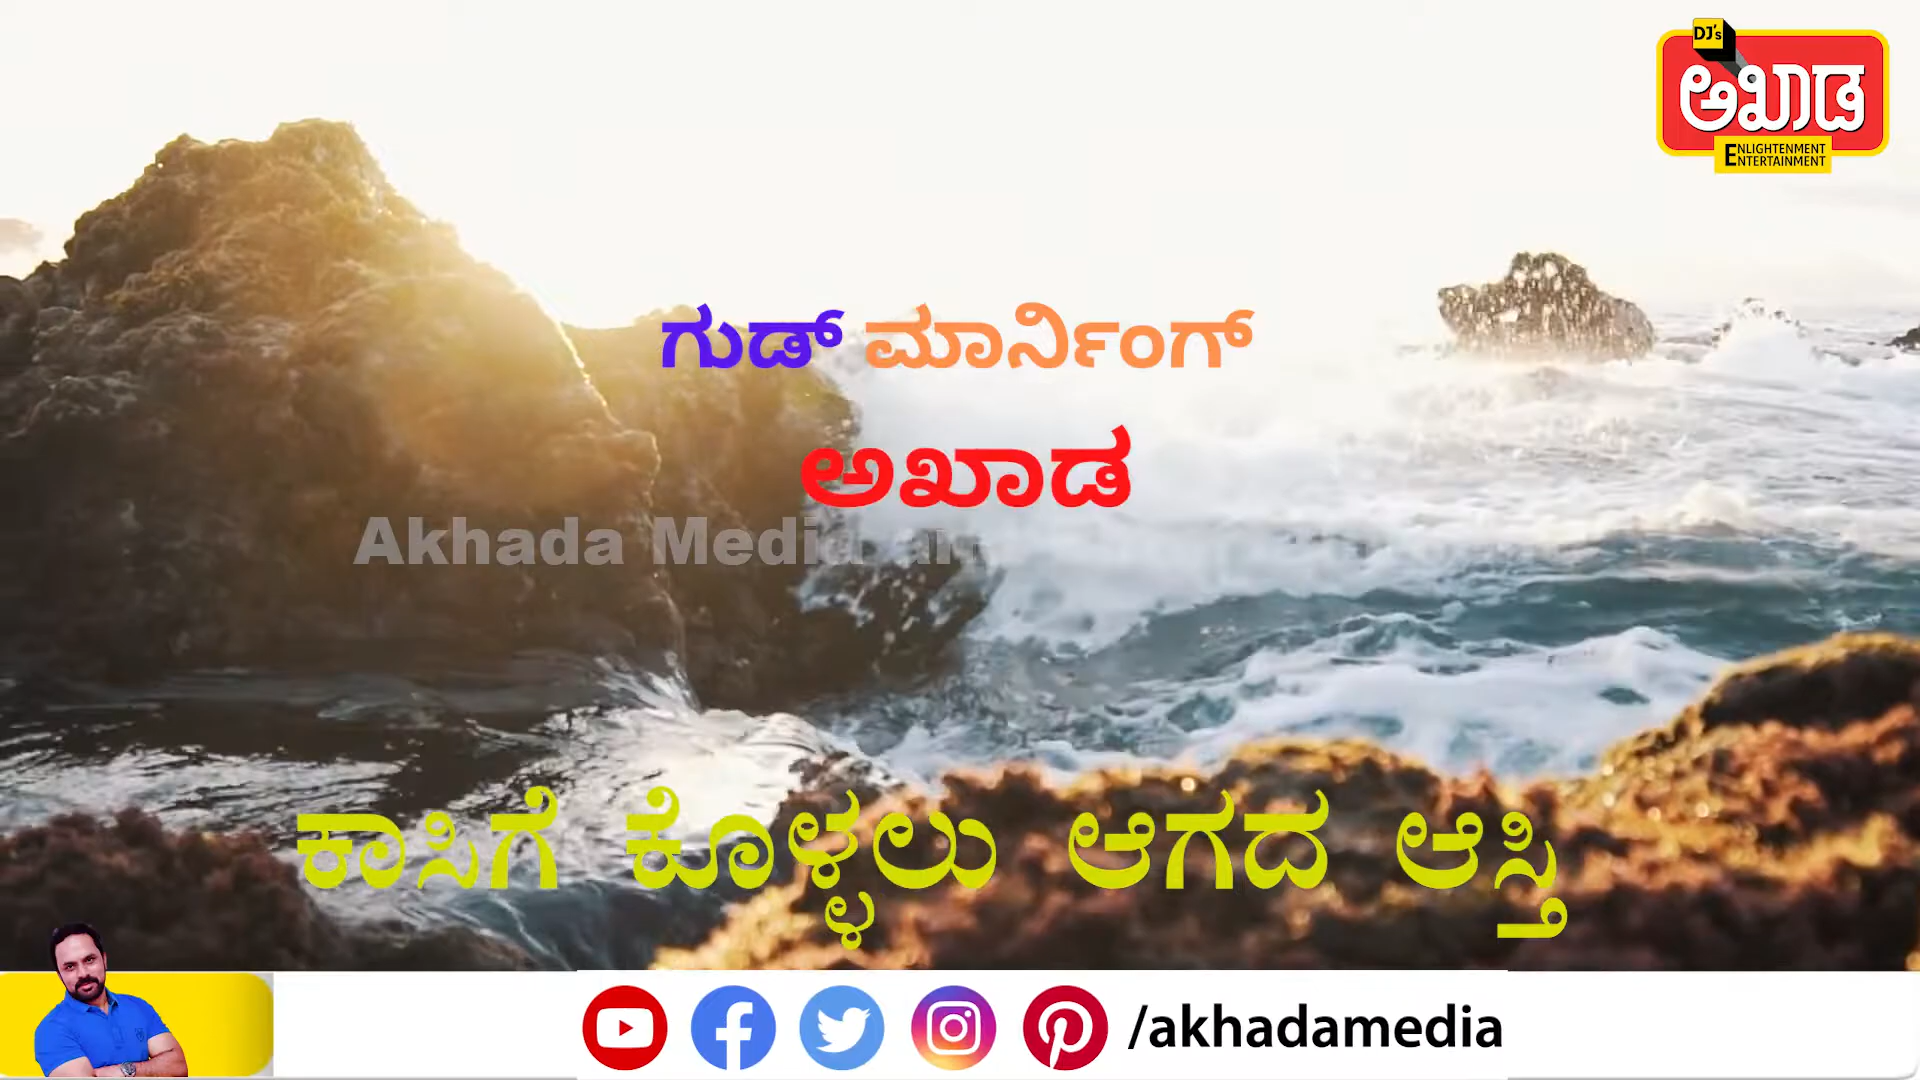 DJ's
ಅಖಾಡ
ENLIGHTENMENT
ENTERTAINMENT
ಗುಡ್ ಮಾರ್ನಿಂಗ್
ಅಖಾಡ
Akhada Media
ಕಾಸಿಗೆ ಕೊಳ್ಳಲು ಆಗದ ಆಸ್ತಿ
/akhadamedia